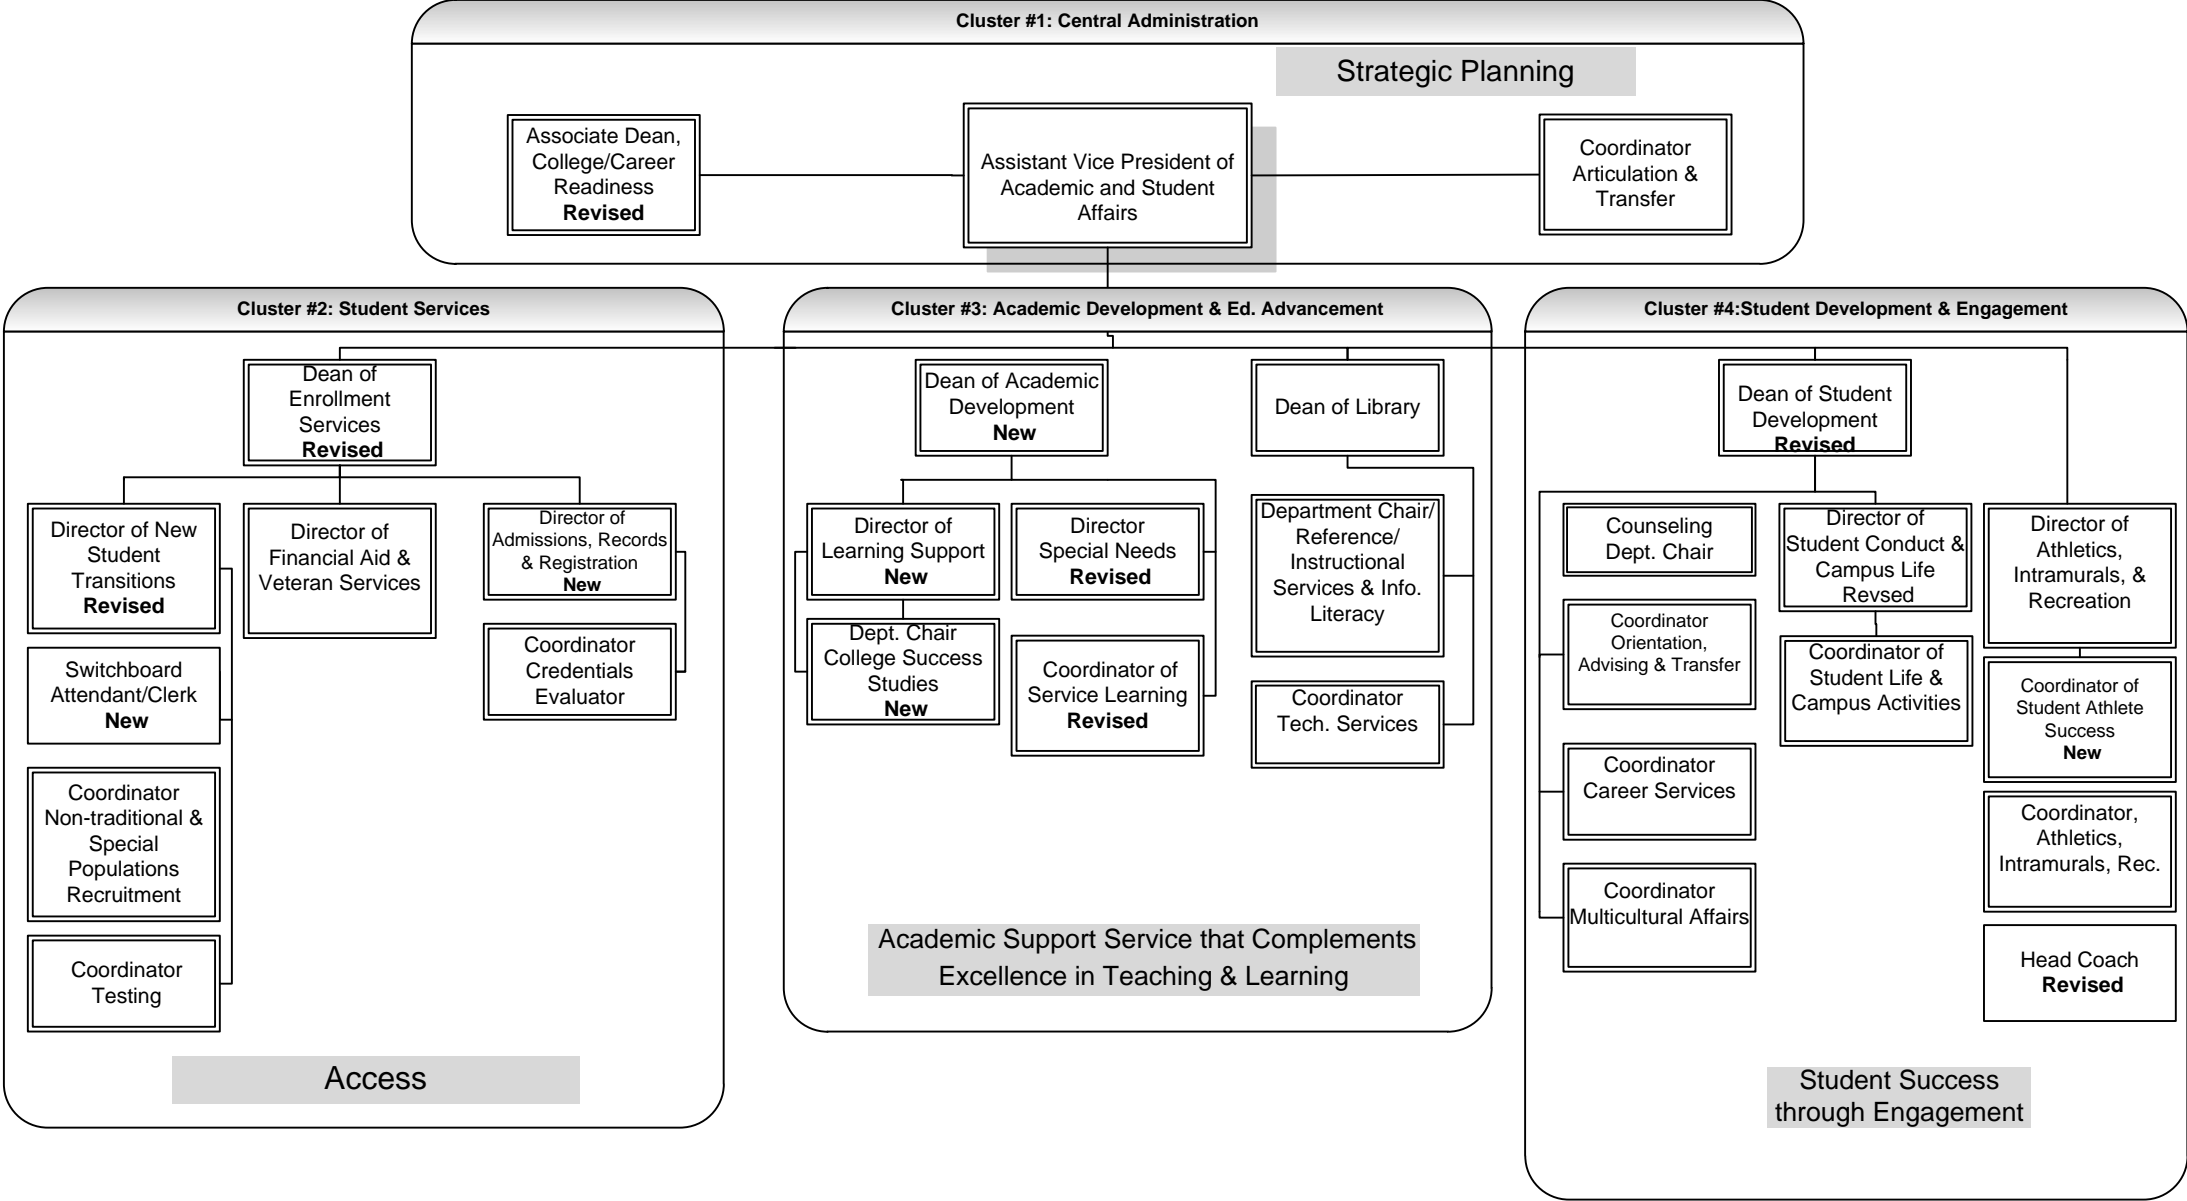 Cluster #1: Central Administration
Strategic Planning
Associate Dean,
College/Career
Readiness
Revised
Assistant Vice President of
Academic and Student
Affairs
Coordinator
Articulation &
Transfer
Cluster #2: Student Services
Dean of
Enrollment
Services
Revised
Director of New
Student
Transitions
Revised
Director of
Financial Aid &
Veteran Services
Director of
Admissions, Records
& Registration
New
Switchboard
Attendant/Clerk
New
Coordinator
Credentials
Evaluator
Coordinator
Non-traditional &
Special
Populations
Recruitment
Coordinator
Testing
Access
Cluster #3: Academic Development & Ed. Advancement
Dean of Academic
Development
New
Dean of Library
Director of
Learning Support
New
Director
Special Needs
Revised
Department Chair/
Reference/
Instructional
Services & Info.
Literacy
Dept. Chair
College Success
Studies
New
Coordinator of
Service Learning
Revised
Coordinator
Tech. Services
Academic Support Service that Complements
Excellence in Teaching & Learning
Cluster #4:Student Development & Engagement
Dean of Student
Development
Revised
Counseling
Dept. Chair
Director of
Student Conduct &
Campus Life
Revsed
Director of
Athletics,
Intramurals, &
Recreation
Coordinator
Orientation,
Advising & Transfer
Coordinator of
Student Life &
Campus Activities
Coordinator of
Student Athlete
Success
New
Coordinator
Career Services
Coordinator,
Athletics,
Intramurals, Rec.
Coordinator
Multicultural Affairs
Head Coach
Revised
Student Success
through Engagement